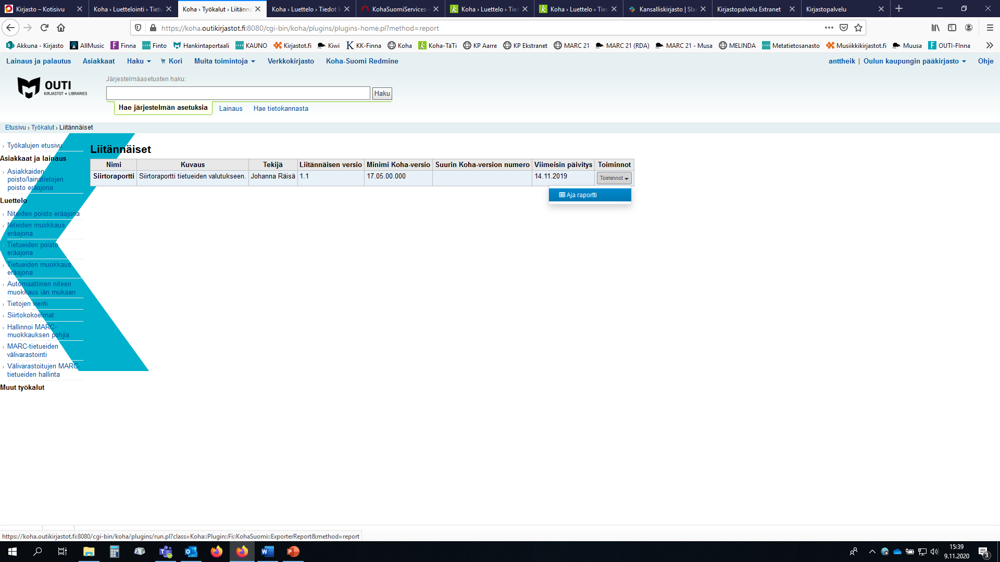 Kirjasto – Kotisivu
Koha › Luettelointi › Tietu
Koha › Työkalut › Liitännä
Koha › Luettelo › Tiedot k
KohaSuomiServices-
Koha › Luettelo › Tied
Koha › Luettelo › Tied
Kansalliskirjasto | Slac
Kirjastopalvelu Extranet
Kirjastopalvelu
https://koha.outikirjastot.fi:8080/cgi-bin/koha/plugins/plugins-home.pl?method=report
Akkuna - Kirjasto
AllMusic
Finna
Finto
Hankintaportaali
KAUNO
Kirjastot.fi
Kiwi
KK-Finna
Koha
Koha-TäTi
KP Aarre
KP Ekstranet
MARC 21
MARC 21 (RDA)
MARC 21 - Musa
MELINDA
Metatietosanasto
Musiikkikirjastot.fi
Muusa
OUTI-FInna
Lainaus ja palautus
Asiakkaat
Haku
Kori
Muita toimintoja
Verkkokirjasto
Koha-Suomi Redmine
anttheik | Oulun kaupungin pääkirjasto
Ohje
OUTI
KIRJASTOT • LIBRARIES
Järjestelmäasetusten haku:
Haku
Hae järjestelmän asetuksia
Lainaus
Hae tietokannasta
Etusivu › Työkalut › Liitännäiset
Työkalujen etusivu
Asiakkaat ja lainaus
Asiakkaiden
poisto/lainatietojen
poisto eräajona
Luettelo
Niteiden poisto eräajona
Niteiden muokkaus
eräajona
Tietueiden poisto
eräajona
Tietueiden muokkaus
eräajona
Automaattinen niteen
muokkaus iän mukaan
Tietojen vienti
Siirtokokoelmat
Hallinnoi MARC-
muokkauksen pohjia
MARC-tietueiden
välivarastointi
Välivarastoitujen MARC-
tietueiden hallinta
Muut työkalut
Liitännäiset
Nimi Kuvaus Tekijä Liitännäisen versio Minimi Koha-versio Suurin Koha-version numero Viimeisin päivitys Toiminnot
Siirtoraportti Siirtoraportti tietueiden valutukseen. Johanna Räisä 1.1 17.05.00.000 14.11.2019 Toiminnot
Aja raportti
https://koha.outikirjastot.fi:8080/cgi-bin/koha/plugins/run.pl?class=Koha::Plugin::Fi::KohaSuomi::ExporterReport&method=report
15:39
9.11.2020
3